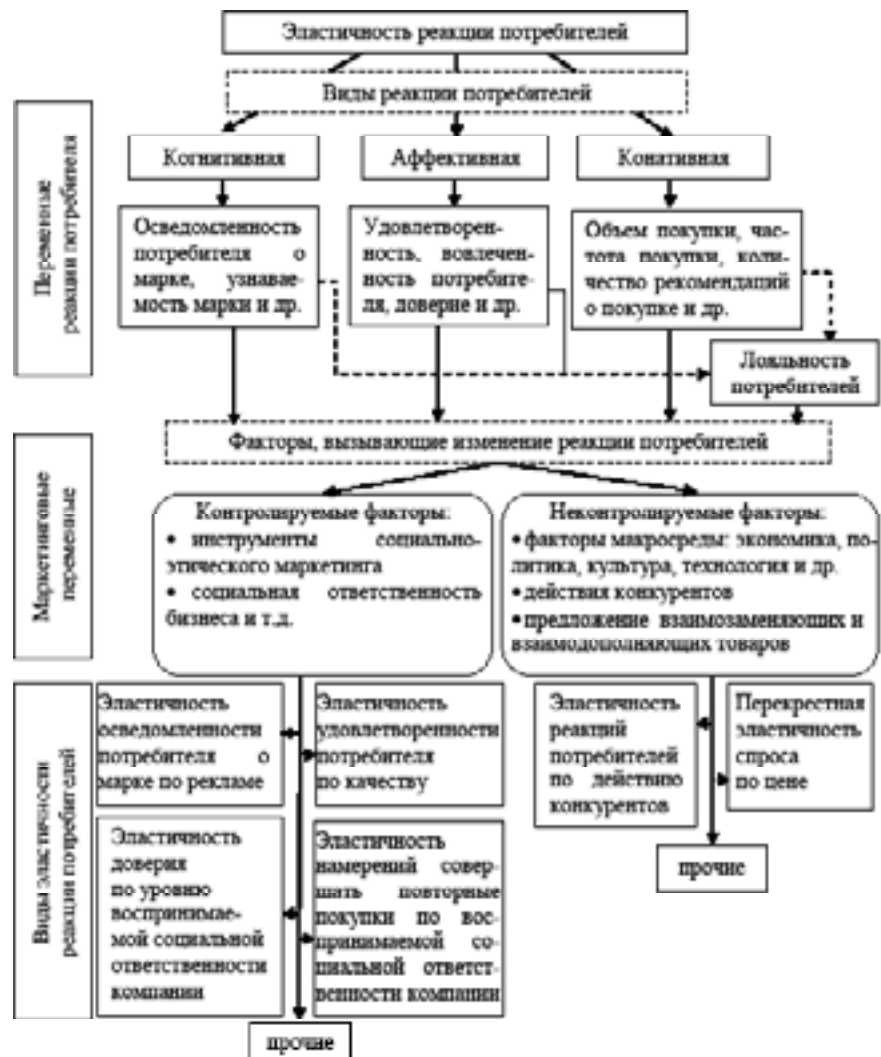 Эластичность реакции потребителей
Виды реакции потребителей
Переменные
реакции потребителя
Когнитивная
Аффективная
Конативная
Осведомленность
потребителя о
марке, узнавае-
мость марки и др.
Удовлетворен-
ность, вовлечен-
ность потребите-
ля, доверие и др.
Объем покупки, час-
тота покупки, коли-
чество рекомендаций
о покупке и др.
Лояльность
потребителей
Факторы, вызывающие изменение реакции потребителей
Маркетинговые
переменные
Контролируемые факторы:
• инструменты социально-
этического маркетинга
• социальная ответственность
бизнеса и т.д.
Неконтролируемые факторы:
• факторы макросреды: экономика, по-
литика, культура, технология и др.
• действия конкурентов
• предложение взаимозаменяющих и
взаимодополняющих товаров
Виды эластичности
реакции потребителей
Эластичность
осведомленности
потребителя о
марке по рекламе
Эластичность
удовлетворенности
потребителя
по качеству
Эластичность
реакций
потребителей
по действию
конкурентов
Перекрестная
эластичность
спроса
по цене
Эластичность
доверия
по уровню
воспринимае-
мой социальной
ответственности
компании
Эластичность
намерений совер-
шать повторные
покупки по вос-
принимаемой со-
циальной ответст-
венности компании
прочие
прочие